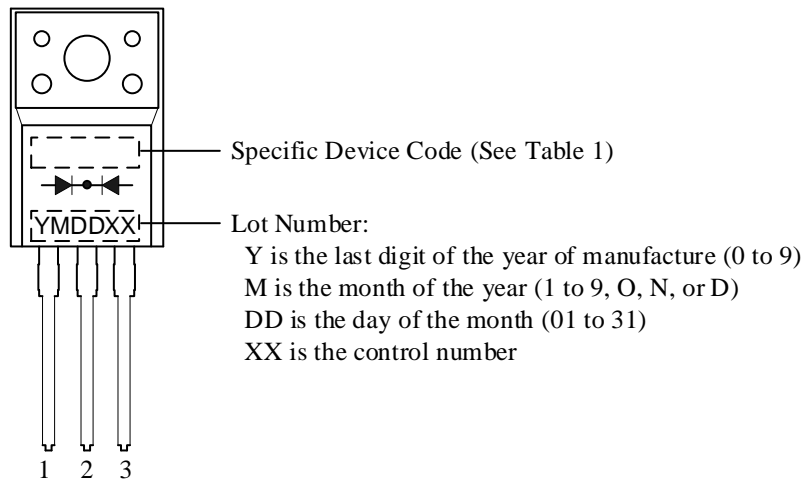 Specific Device Code (See Table 1)
YMDDXX
Lot Number:
Y is the last digit of the year of manufacture (0 to 9)
M is the month of the year (1 to 9, O, N, or D)
DD is the day of the month (01 to 31)
XX is the control number
1 2 3